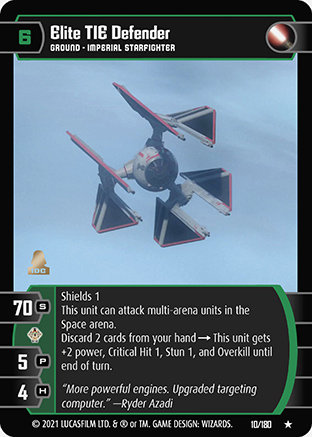 6
Elite TIE Defender
GROUND - IMPERIAL STARFIGHTER
IDC
70 S
Shields 1
This unit can attack multi-arena units in the
Space arena.
Discard 2 cards from your hand → This unit gets
+2 power, Critical Hit 1, Stun 1, and Overkill until
end of turn.
5 P
4 H
“More powerful engines. Upgraded targeting
computer.” —Ryder Azadi
© 2021 LUCASFILM LTD. & ® or TM. GAME DESIGN: WIZARDS.
10/180